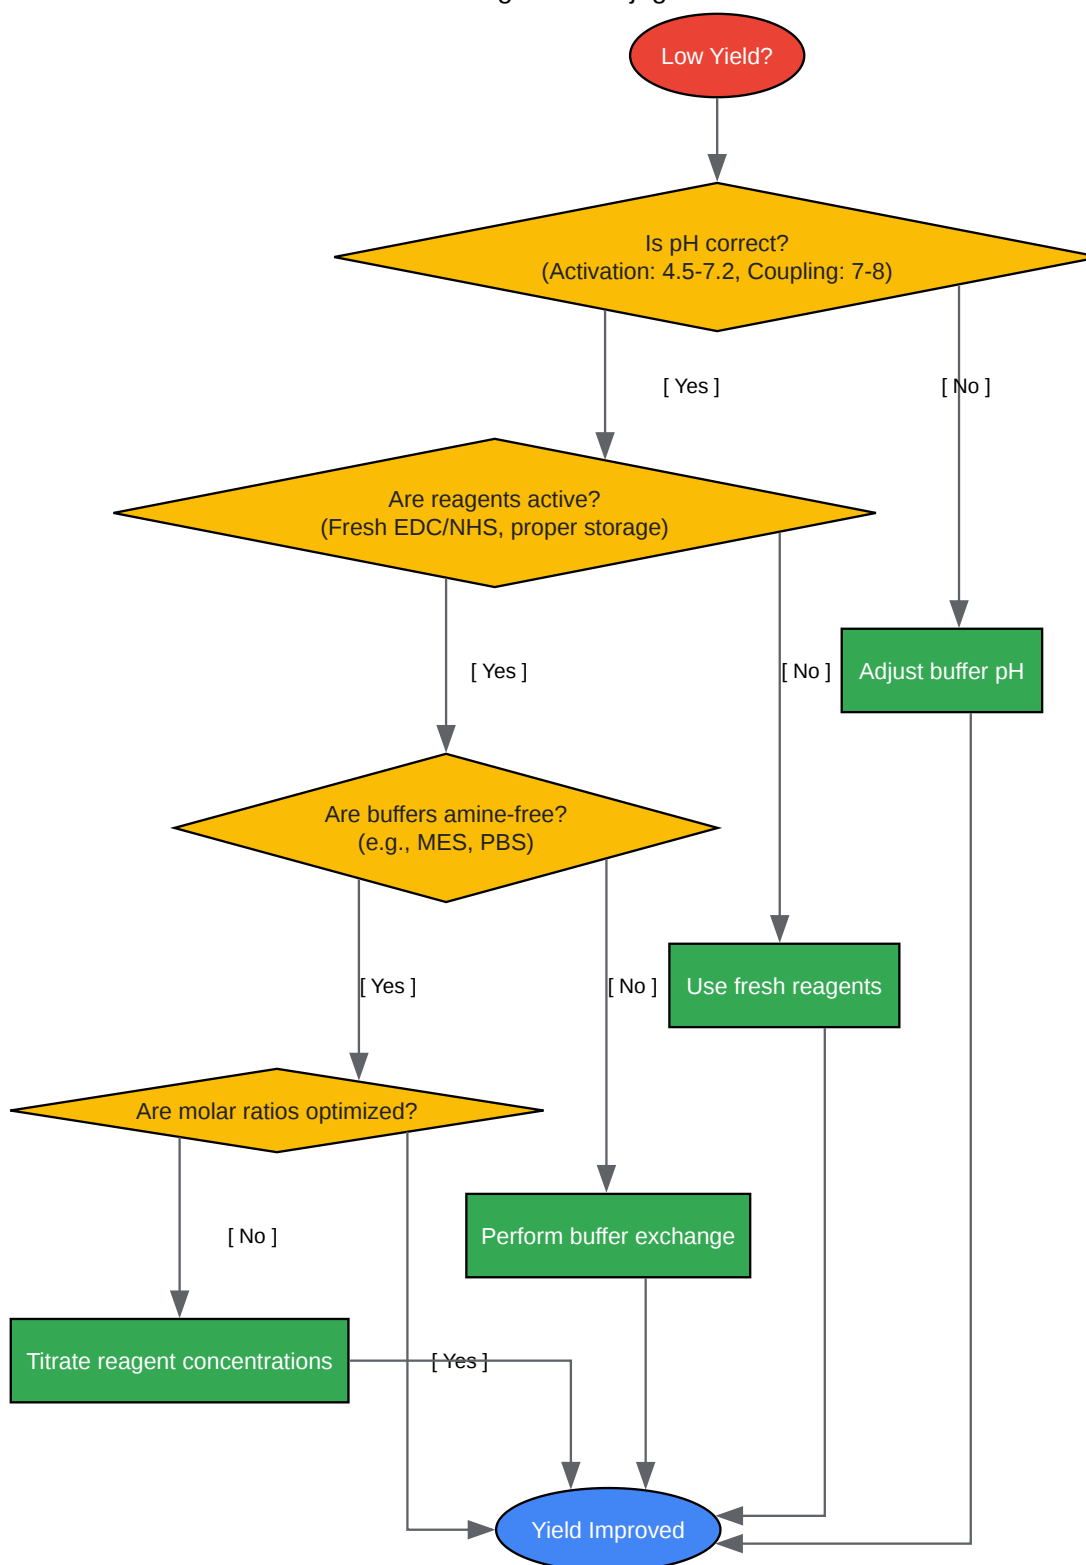 Low Yield?
Is pH correct?
(Activation: 4.5-7.2, Coupling: 7-8)
[ Yes ]
[ No ]
Are reagents active?
(Fresh EDC/NHS, proper storage)
[ Yes ]
[ No ]
Adjust buffer pH
Are buffers amine-free?
(e.g., MES, PBS)
[ Yes ]
[ No ]
Use fresh reagents
Are molar ratios optimized?
[ No ]
Perform buffer exchange
Titrate reagent concentrations
[ Yes ]
Yield Improved